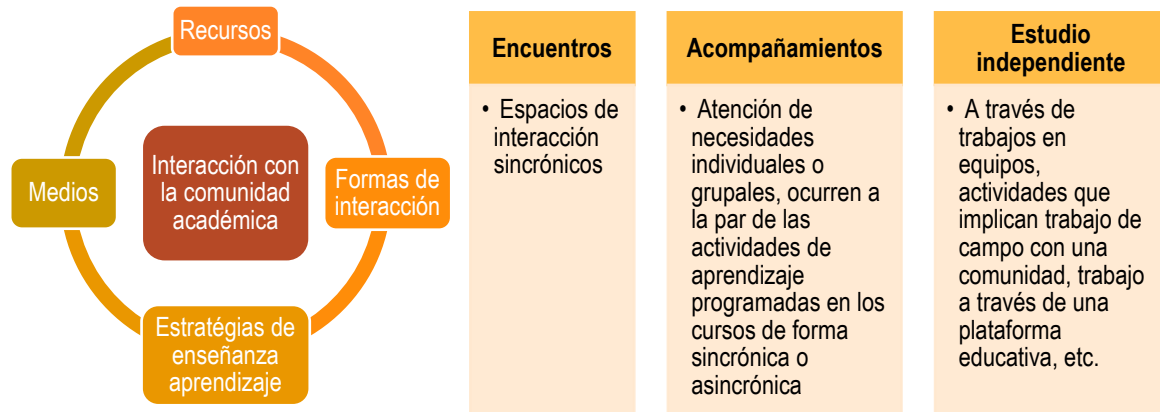 Recursos
Interacción con
la comunidad
académica
Medios
Formas de
interacción
Estratégias de
enseñanza
aprendizaje
Encuentros
• Espacios de
interacción
sincrónicos
Acompañamientos
• Atención de
necesidades
individuales o
grupales, ocurren a
la par de las
actividades de
aprendizaje
programadas en los
cursos de forma
sincrónica o
asincrónica
Estudio
independiente
• A través de
trabajos en
equipos,
actividades que
implican trabajo de
campo con una
comunidad, trabajo
a través de una
plataforma
educativa, etc.